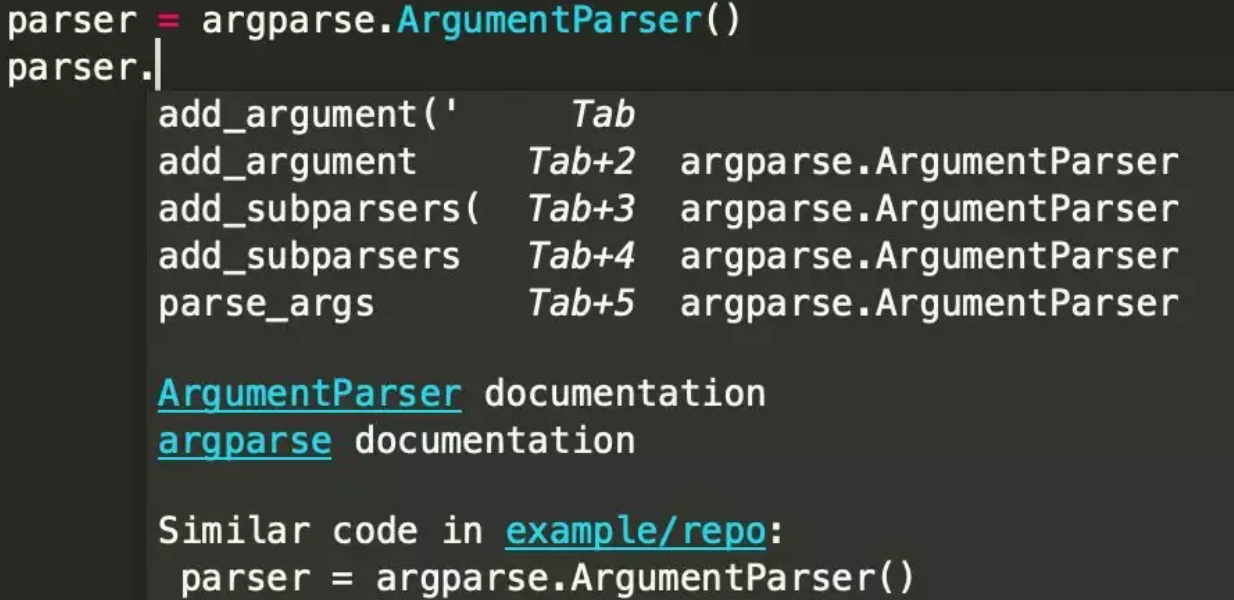 parser = argparse.ArgumentParser()
parser.
add_argument(' Tab
add_argument Tab+2 argparse.ArgumentParser
add_subparsers( Tab+3 argparse.ArgumentParser
add_subparsers Tab+4 argparse.ArgumentParser
parse_args Tab+5 argparse.ArgumentParser
ArgumentParser documentation
argparse documentation
Similar code in example/repo:
parser = argparse.ArgumentParser()